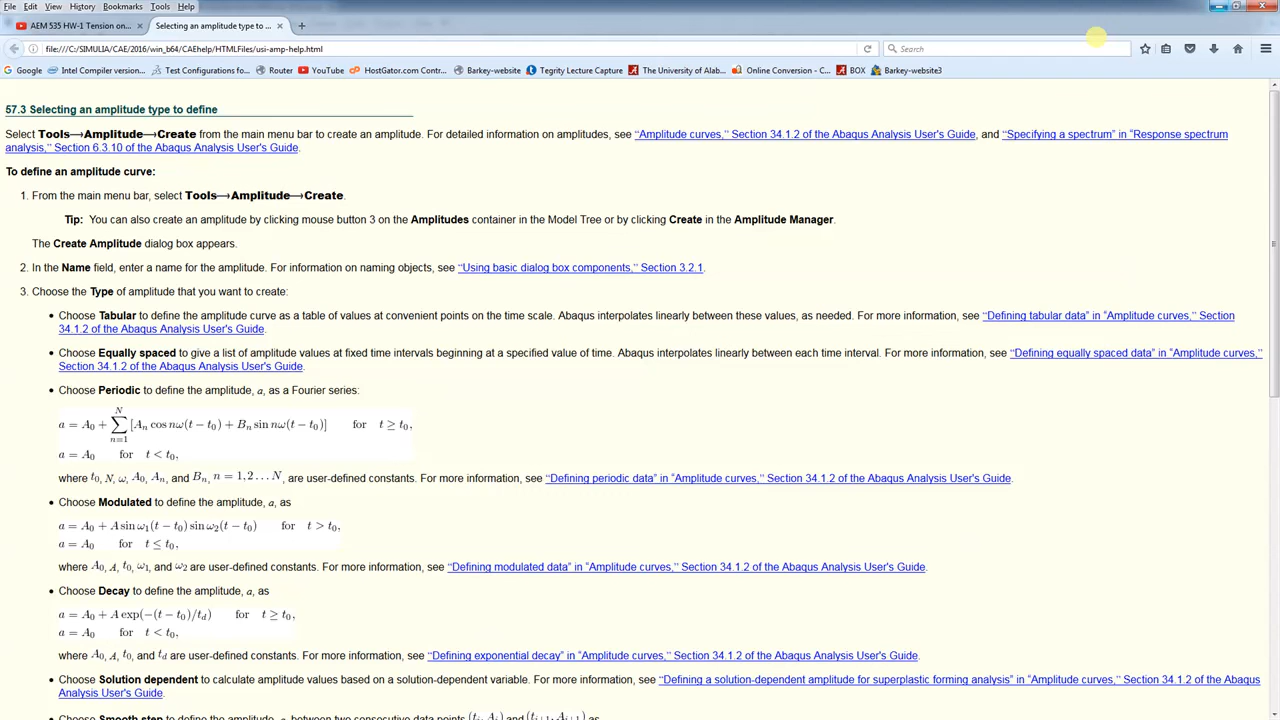 File Edit View History Bookmarks Tools Help
AEM 535 HW-1 Tension on... × Selecting an amplitude type to ... × +
file:///C:/SIMULIA/CAE/2016/win_b64/CAEhelp/HTMLFiles/usi-amp-help.html Search
Google Intel Compiler version... Test Configurations fo... Router YouTube HostGator.com Contr... Barkey-website Tegrity Lecture Capture The University of Alab... Online Conversion - C... BOX Barkey-website3
57.3 Selecting an amplitude type to define
Select Tools→Amplitude→Create from the main menu bar to create an amplitude. For detailed information on amplitudes, see “Amplitude curves,” Section 34.1.2 of the Abaqus Analysis User's Guide, and “Specifying a spectrum” in “Response spectrum
analysis,” Section 6.3.10 of the Abaqus Analysis User's Guide.
To define an amplitude curve:
1. From the main menu bar, select Tools→Amplitude→Create.
Tip: You can also create an amplitude by clicking mouse button 3 on the Amplitudes container in the Model Tree or by clicking Create in the Amplitude Manager.
The Create Amplitude dialog box appears.
2. In the Name field, enter a name for the amplitude. For information on naming objects, see “Using basic dialog box components,” Section 3.2.1.
3. Choose the Type of amplitude that you want to create:
• Choose Tabular to define the amplitude curve as a table of values at convenient points on the time scale. Abaqus interpolates linearly between these values, as needed. For more information, see “Defining tabular data” in “Amplitude curves,” Section
34.1.2 of the Abaqus Analysis User's Guide.
• Choose Equally spaced to give a list of amplitude values at fixed time intervals beginning at a specified value of time. Abaqus interpolates linearly between each time interval. For more information, see “Defining equally spaced data” in “Amplitude curves,”
Section 34.1.2 of the Abaqus Analysis User's Guide.
• Choose Periodic to define the amplitude, a, as a Fourier series:
a = A₀ + ∑ₙ₌₁ᴺ [Aₙ cos nω(t − t₀) + Bₙ sin nω(t − t₀)] for t ≥ t₀,
a = A₀ for t < t₀,
where t₀, N, ω, A₀, Aₙ, and Bₙ, n = 1, 2 … N, are user-defined constants. For more information, see “Defining periodic data” in “Amplitude curves,” Section 34.1.2 of the Abaqus Analysis User's Guide.
• Choose Modulated to define the amplitude, a, as
a = A₀ + A sin ω₁(t − t₀) sin ω₂(t − t₀) for t > t₀,
a = A₀ for t ≤ t₀,
where A₀, A, t₀, ω₁, and ω₂ are user-defined constants. For more information, see “Defining modulated data” in “Amplitude curves,” Section 34.1.2 of the Abaqus Analysis User's Guide.
• Choose Decay to define the amplitude, a, as
a = A₀ + A exp(−(t − t₀)/t_d) for t ≥ t₀,
a = A₀ for t < t₀,
where A₀, A, t₀, and t_d are user-defined constants. For more information, see “Defining exponential decay” in “Amplitude curves,” Section 34.1.2 of the Abaqus Analysis User's Guide.
• Choose Solution dependent to calculate amplitude values based on a solution-dependent variable. For more information, see “Defining a solution-dependent amplitude for superplastic forming analysis” in “Amplitude curves,” Section 34.1.2 of the Abaqus
Analysis User's Guide.
• Choose Smooth step to define the amplitude, a, between two consecutive data points (tᵢ, Aᵢ) and (tᵢ₊₁, Aᵢ₊₁) as